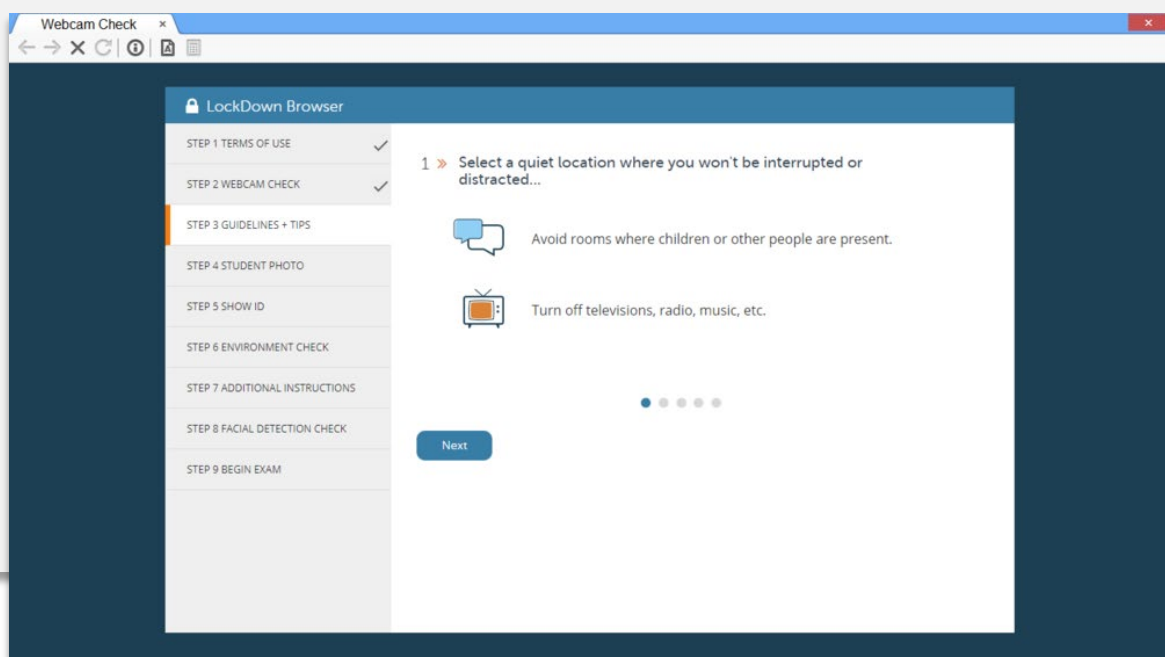 Webcam Check
LockDown Browser
STEP 1 TERMS OF USE
STEP 2 WEBCAM CHECK
STEP 3 GUIDELINES + TIPS
STEP 4 STUDENT PHOTO
STEP 5 SHOW ID
STEP 6 ENVIRONMENT CHECK
STEP 7 ADDITIONAL INSTRUCTIONS
STEP 8 FACIAL DETECTION CHECK
STEP 9 BEGIN EXAM
1 » Select a quiet location where you won't be interrupted or
distracted...
Avoid rooms where children or other people are present.
Turn off televisions, radio, music, etc.
Next